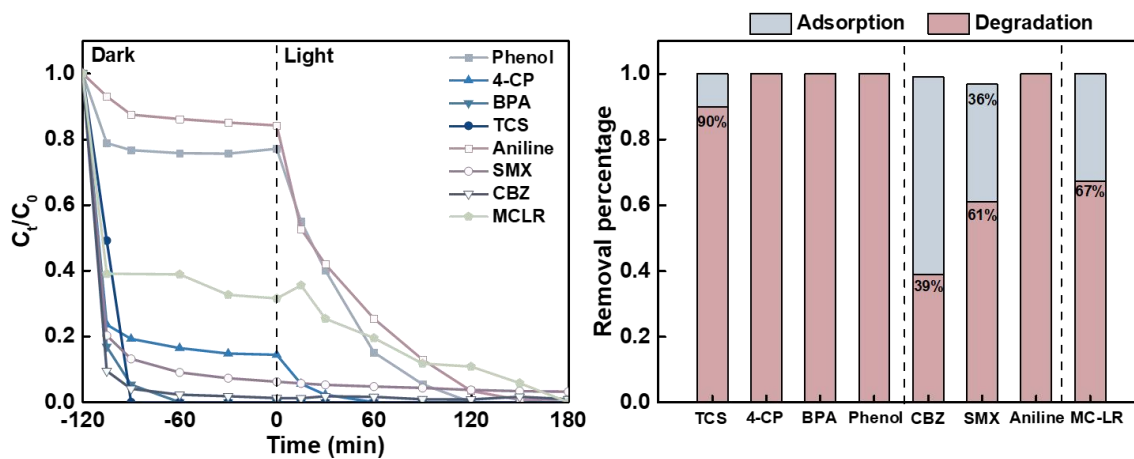 Dark
Light
Phenol
4-CP
BPA
TCS
Aniline
SMX
CBZ
MCLR
1.0
0.8
0.6
0.4
0.2
0.0
Cₜ/C₀
-120 -60 0 60 120 180
Time (min)
Adsorption Degradation
1.0
0.8
0.6
0.4
0.2
0.0
Removal percentage
90%
39%
36%
61%
67%
TCS 4-CP BPA Phenol CBZ SMX Aniline MC-LR